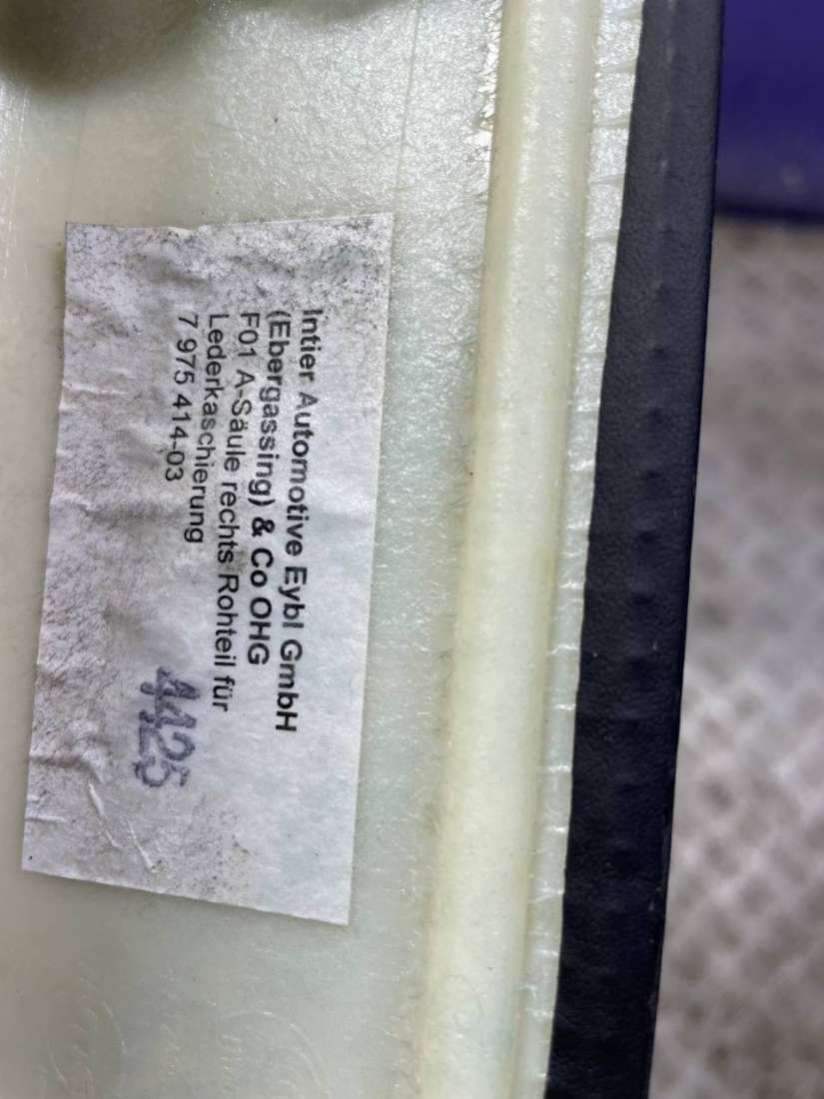 Intier Automotive Eybl GmbH
(Ebergassing) & Co OHG
F01 A-Säule rechts Rohteil für
Lederkaschierung
7 975 414-03
4425